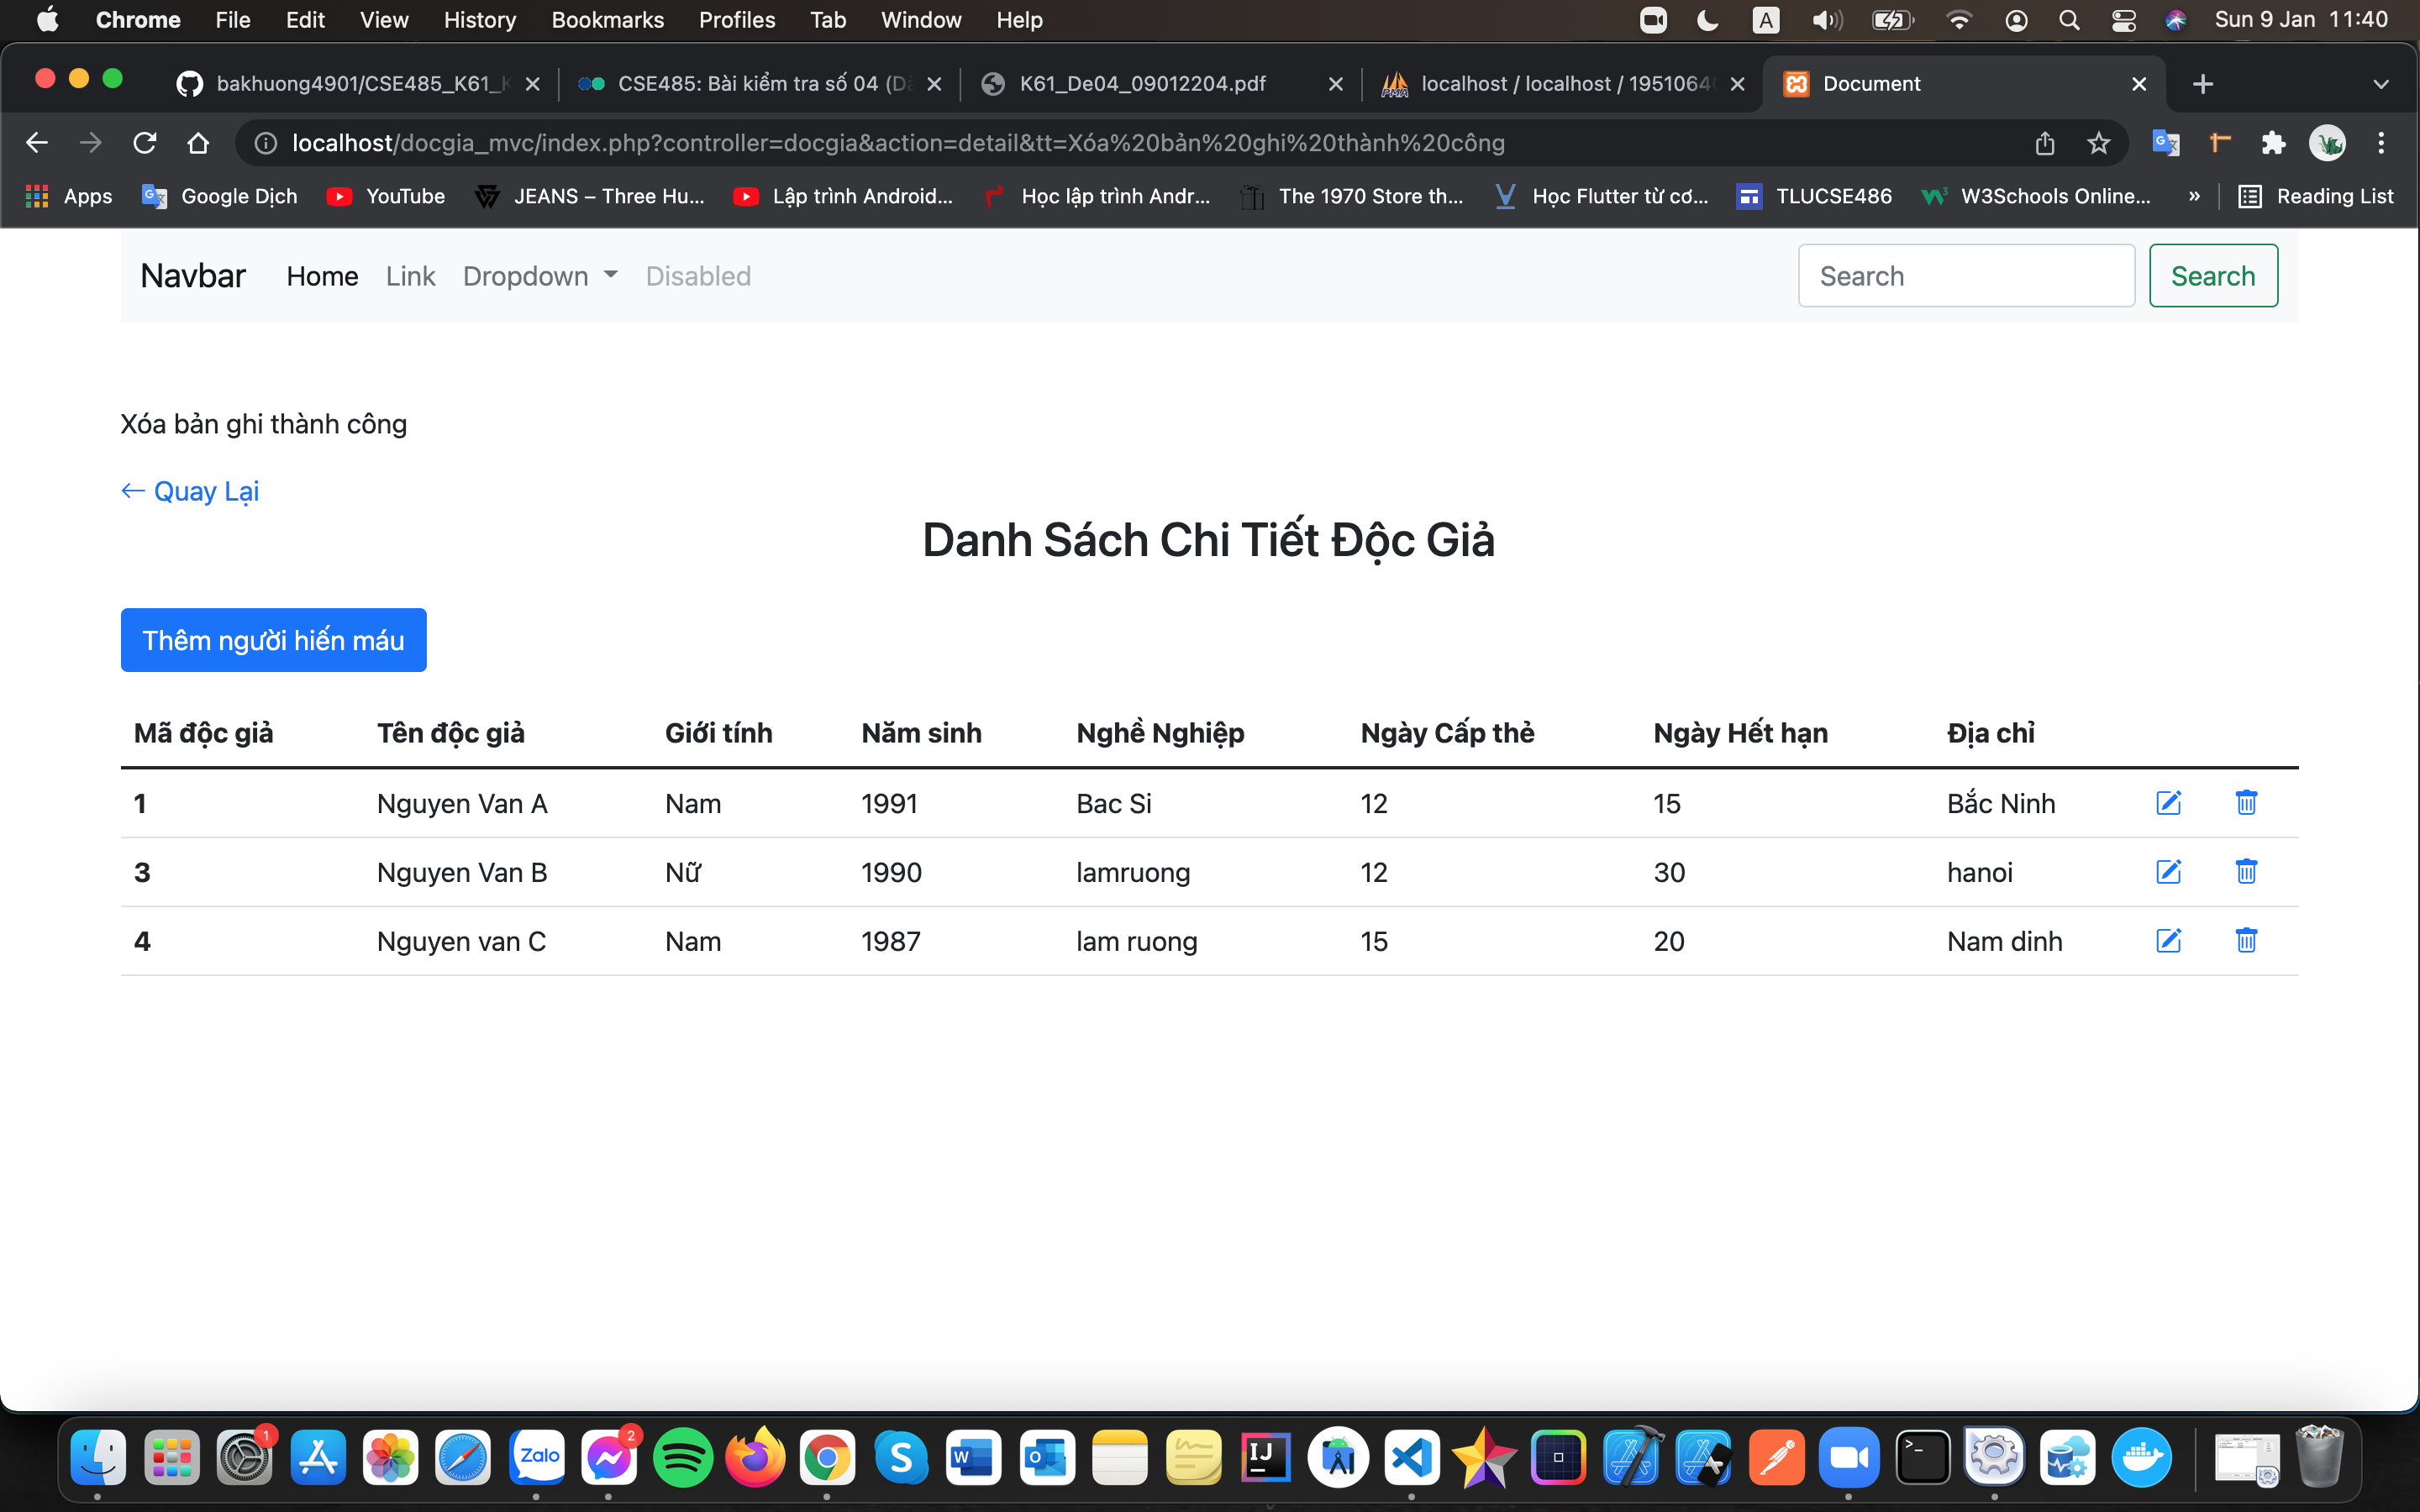 Chrome File Edit View History Bookmarks Profiles Tab Window Help A Sun 9 Jan 11:40
bakhuong4901/CSE485_K61_ CSE485: Bài kiểm tra số 04 (Dà K61_De04_09012204.pdf localhost / localhost / 1951064 Document
localhost/docgia_mvc/index.php?controller=docgia&action=detail&tt=Xóa%20bản%20ghi%20thành%20công
Apps Google Dịch YouTube JEANS – Three Hu... Lập trình Android... Học lập trình Andr... The 1970 Store th... Học Flutter từ cơ... TLUCSE486 W3Schools Online... » Reading List
Navbar Home Link Dropdown Disabled Search Search
Xóa bản ghi thành công
← Quay Lại
Danh Sách Chi Tiết Độc Giả
Thêm người hiến máu
Mã độc giả Tên độc giả Giới tính Năm sinh Nghề Nghiệp Ngày Cấp thẻ Ngày Hết hạn Địa chỉ
1 Nguyen Van A Nam 1991 Bac Si 12 15 Bắc Ninh
3 Nguyen Van B Nữ 1990 lamruong 12 30 hanoi
4 Nguyen van C Nam 1987 lam ruong 15 20 Nam dinh
1 Zalo 2 S W O IJ >_